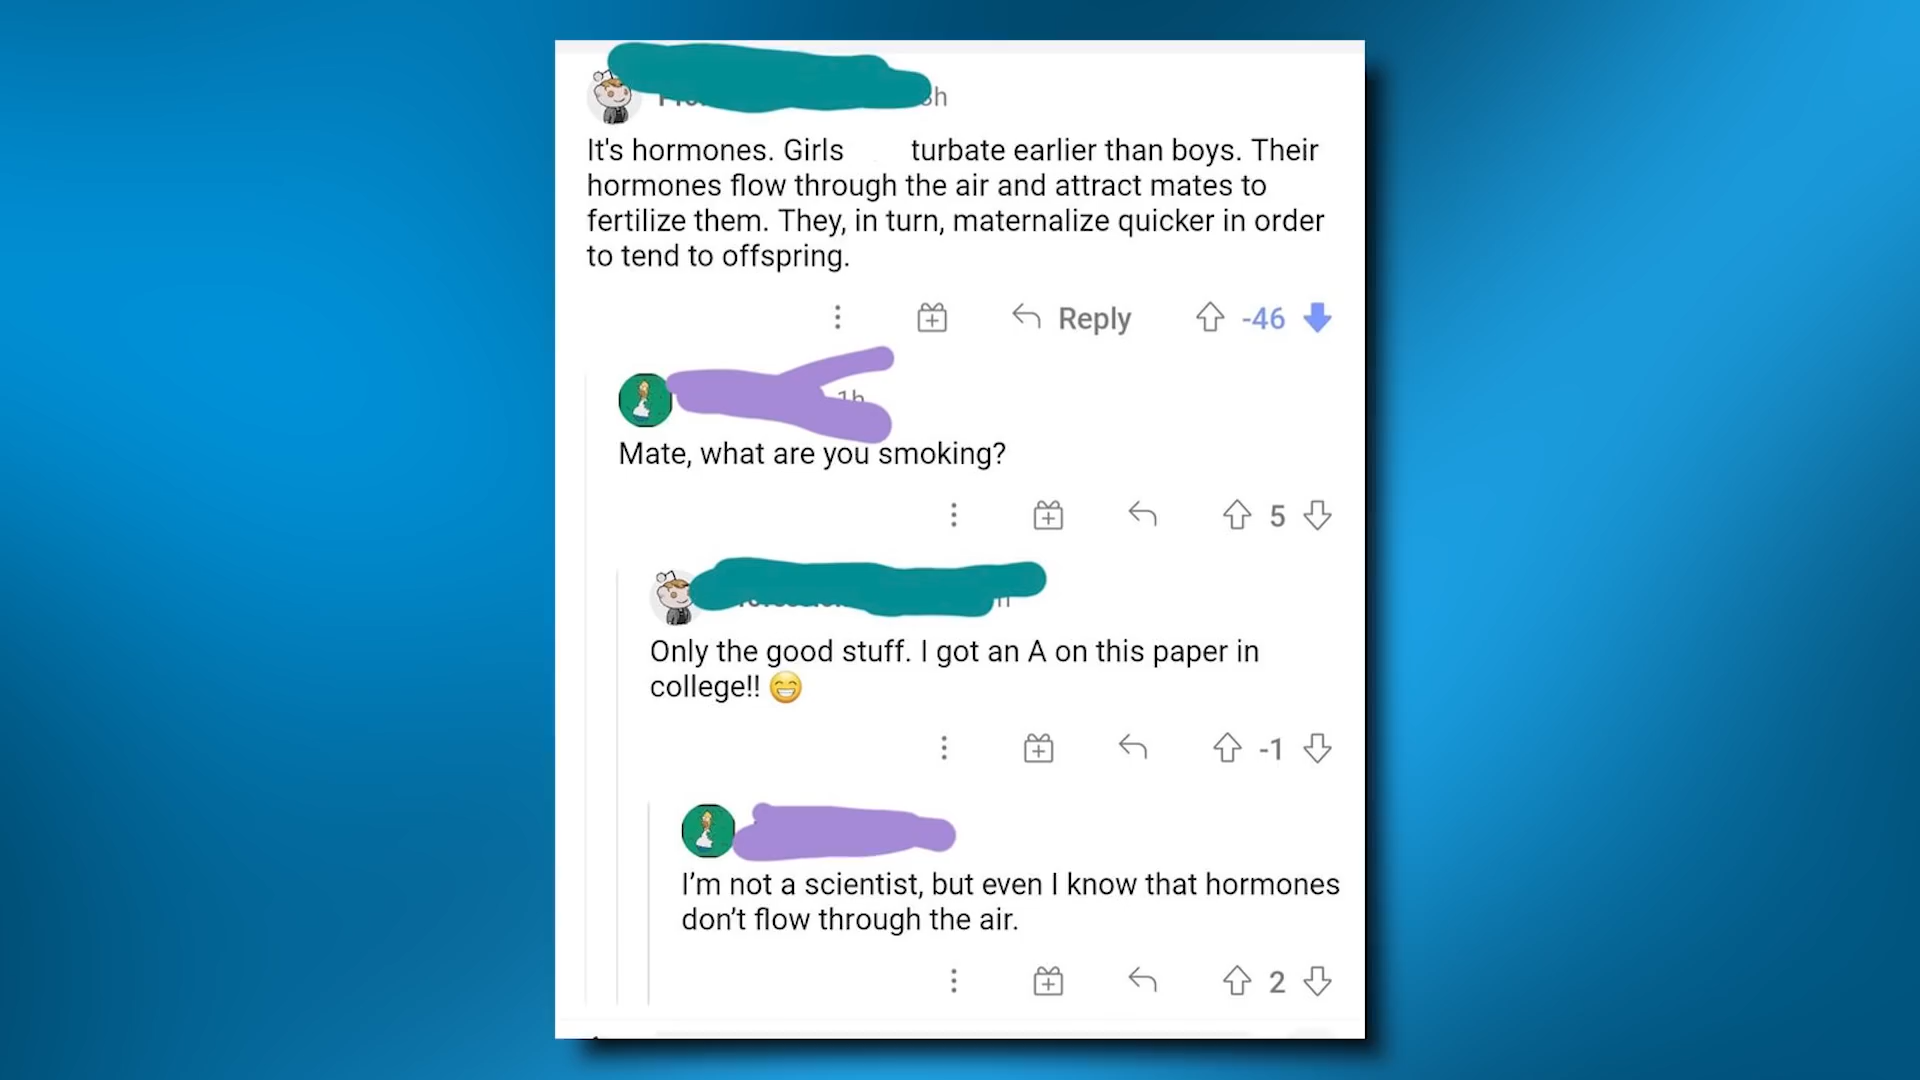 It's hormones. Girls turbate earlier than boys. Their
hormones flow through the air and attract mates to
fertilize them. They, in turn, maternalize quicker in order
to tend to offspring.
Reply -46
1h
Mate, what are you smoking?
5
Only the good stuff. I got an A on this paper in
college!! 😁
-1
I’m not a scientist, but even I know that hormones
don’t flow through the air.
2